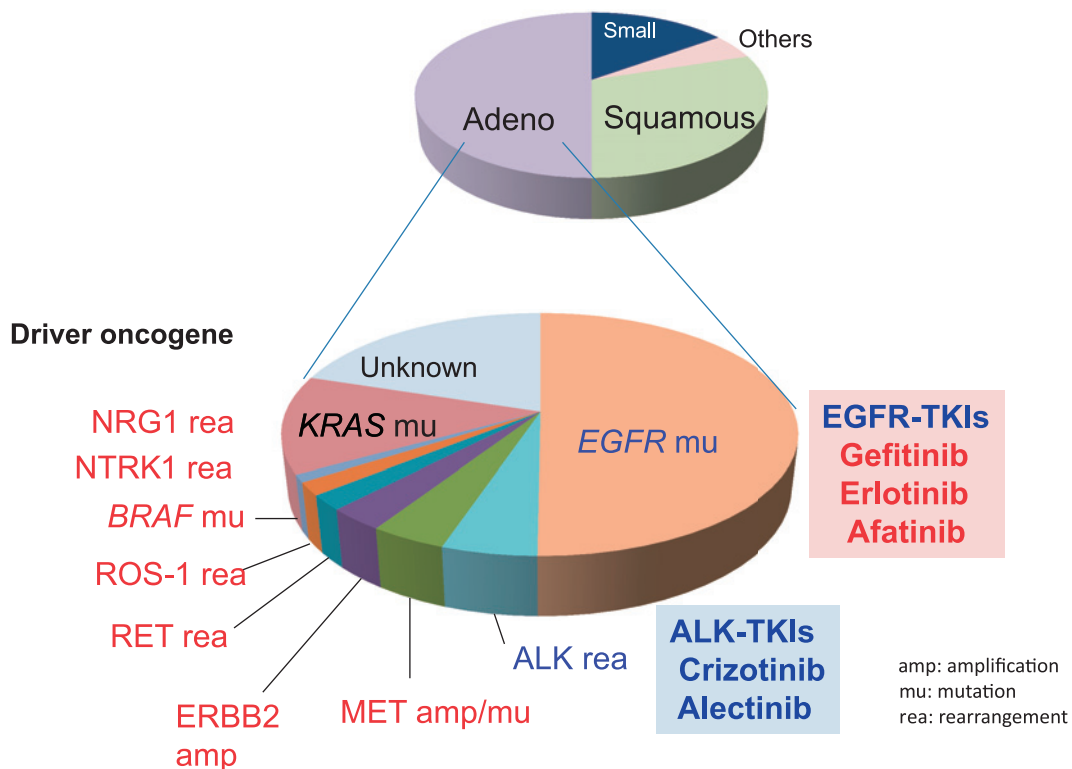 Small
Others
Adeno
Squamous
Driver oncogene
Unknown
NRG1 rea
KRAS mu
EGFR mu
NTRK1 rea
BRAF mu
ROS-1 rea
RET rea
ERBB2
amp
MET amp/mu
ALK rea
EGFR-TKIs
Gefitinib
Erlotinib
Afatinib
ALK-TKIs
Crizotinib
Alectinib
amp: amplification
mu: mutation
rea: rearrangement